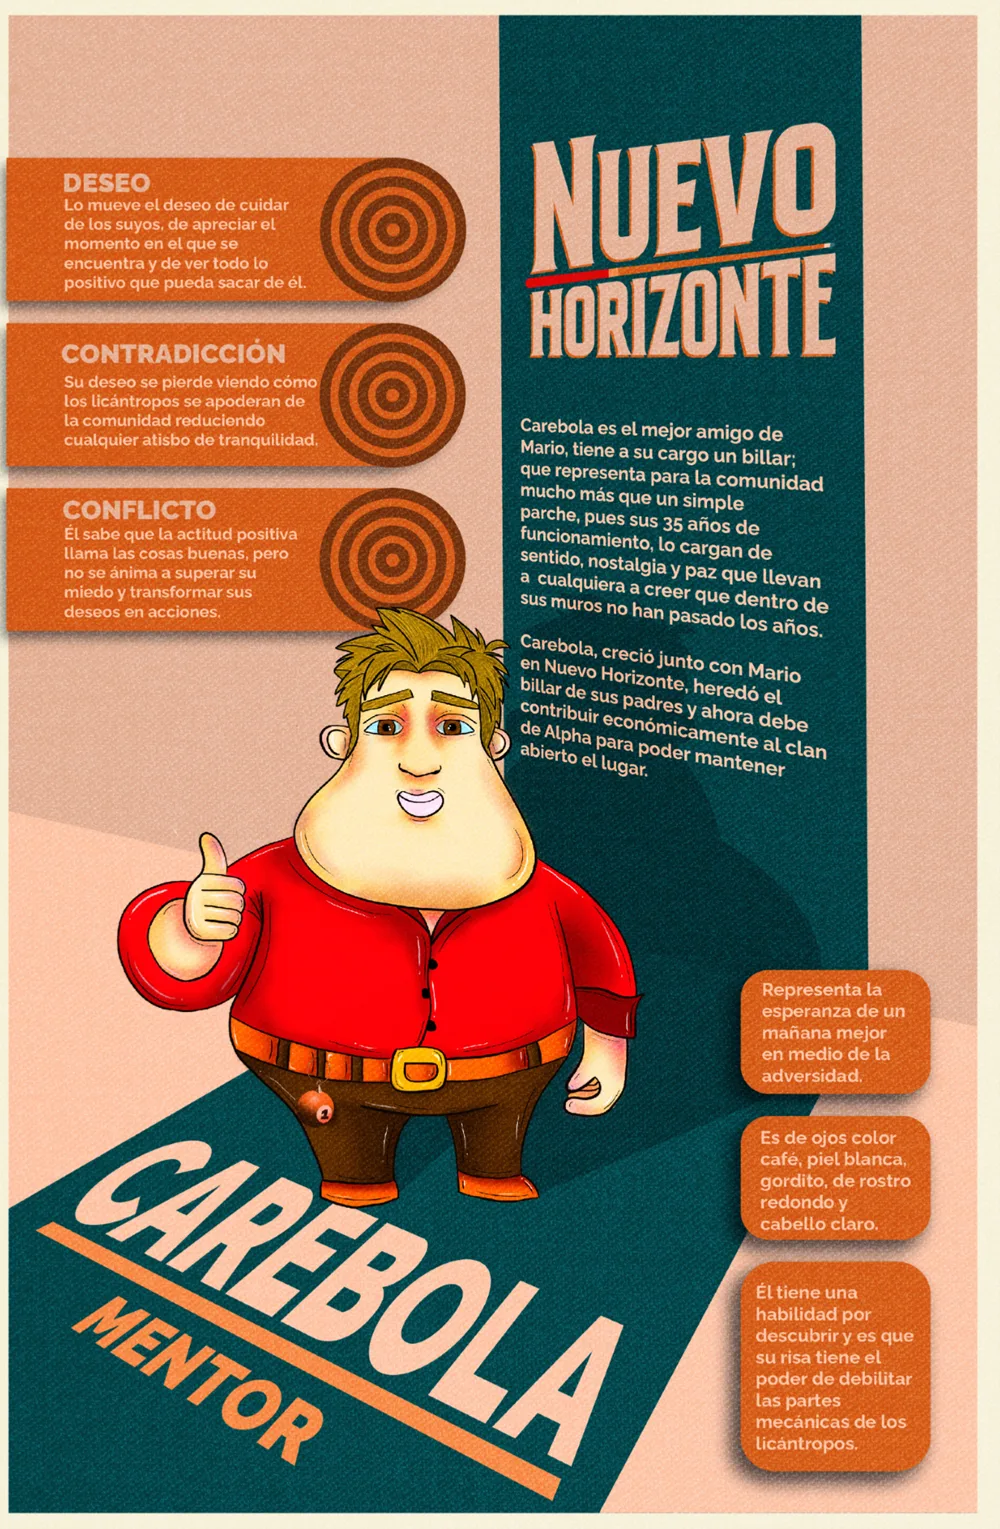 DESEO
Lo mueve el deseo de cuidar
de los suyos, de apreciar el
momento en el que se
encuentra y de ver todo lo
positivo que pueda sacar de él.
CONTRADICCIÓN
Su deseo se pierde viendo cómo
los licántropos se apoderan de
la comunidad reduciendo
cualquier atisbo de tranquilidad,
CONFLICTO
Él sabe que la actitud positiva
llama las cosas buenas, pero
no se ánima a superar su
miedo y transformar sus
deseos en acciones.
NUEVO
HORIZONTE
Carebola es el mejor amigo de
Mario, tiene a su cargo un billar;
que representa para la comunidad
mucho más que un simple
parche, pues sus 35 años de
funcionamiento, lo cargan de
sentido, nostalgia y paz que llevan
a cualquiera a creer que dentro de
sus muros no han pasado los años.
Carebola, creció junto con Mario
en Nuevo Horizonte, heredó el
billar de sus padres y ahora debe
contribuir económicamente al clan
de Alpha para poder mantener
abierto el lugar.
1
Representa la
esperanza de un
mañana mejor
en medio de la
adversidad.
Es de ojos color
café, piel blanca,
gordito, de rostro
redondo y
cabello claro.
Él tiene una
habilidad por
descubrir y es que
su risa tiene el
poder de debilitar
las partes
mecánicas de los
licántropos.
CAREBOLA
MENTOR